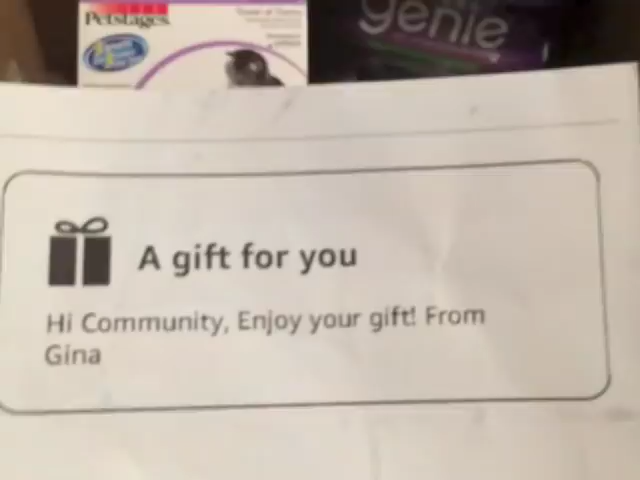 Petstages
genie
A gift for you
Hi Community, Enjoy your gift! From
Gina